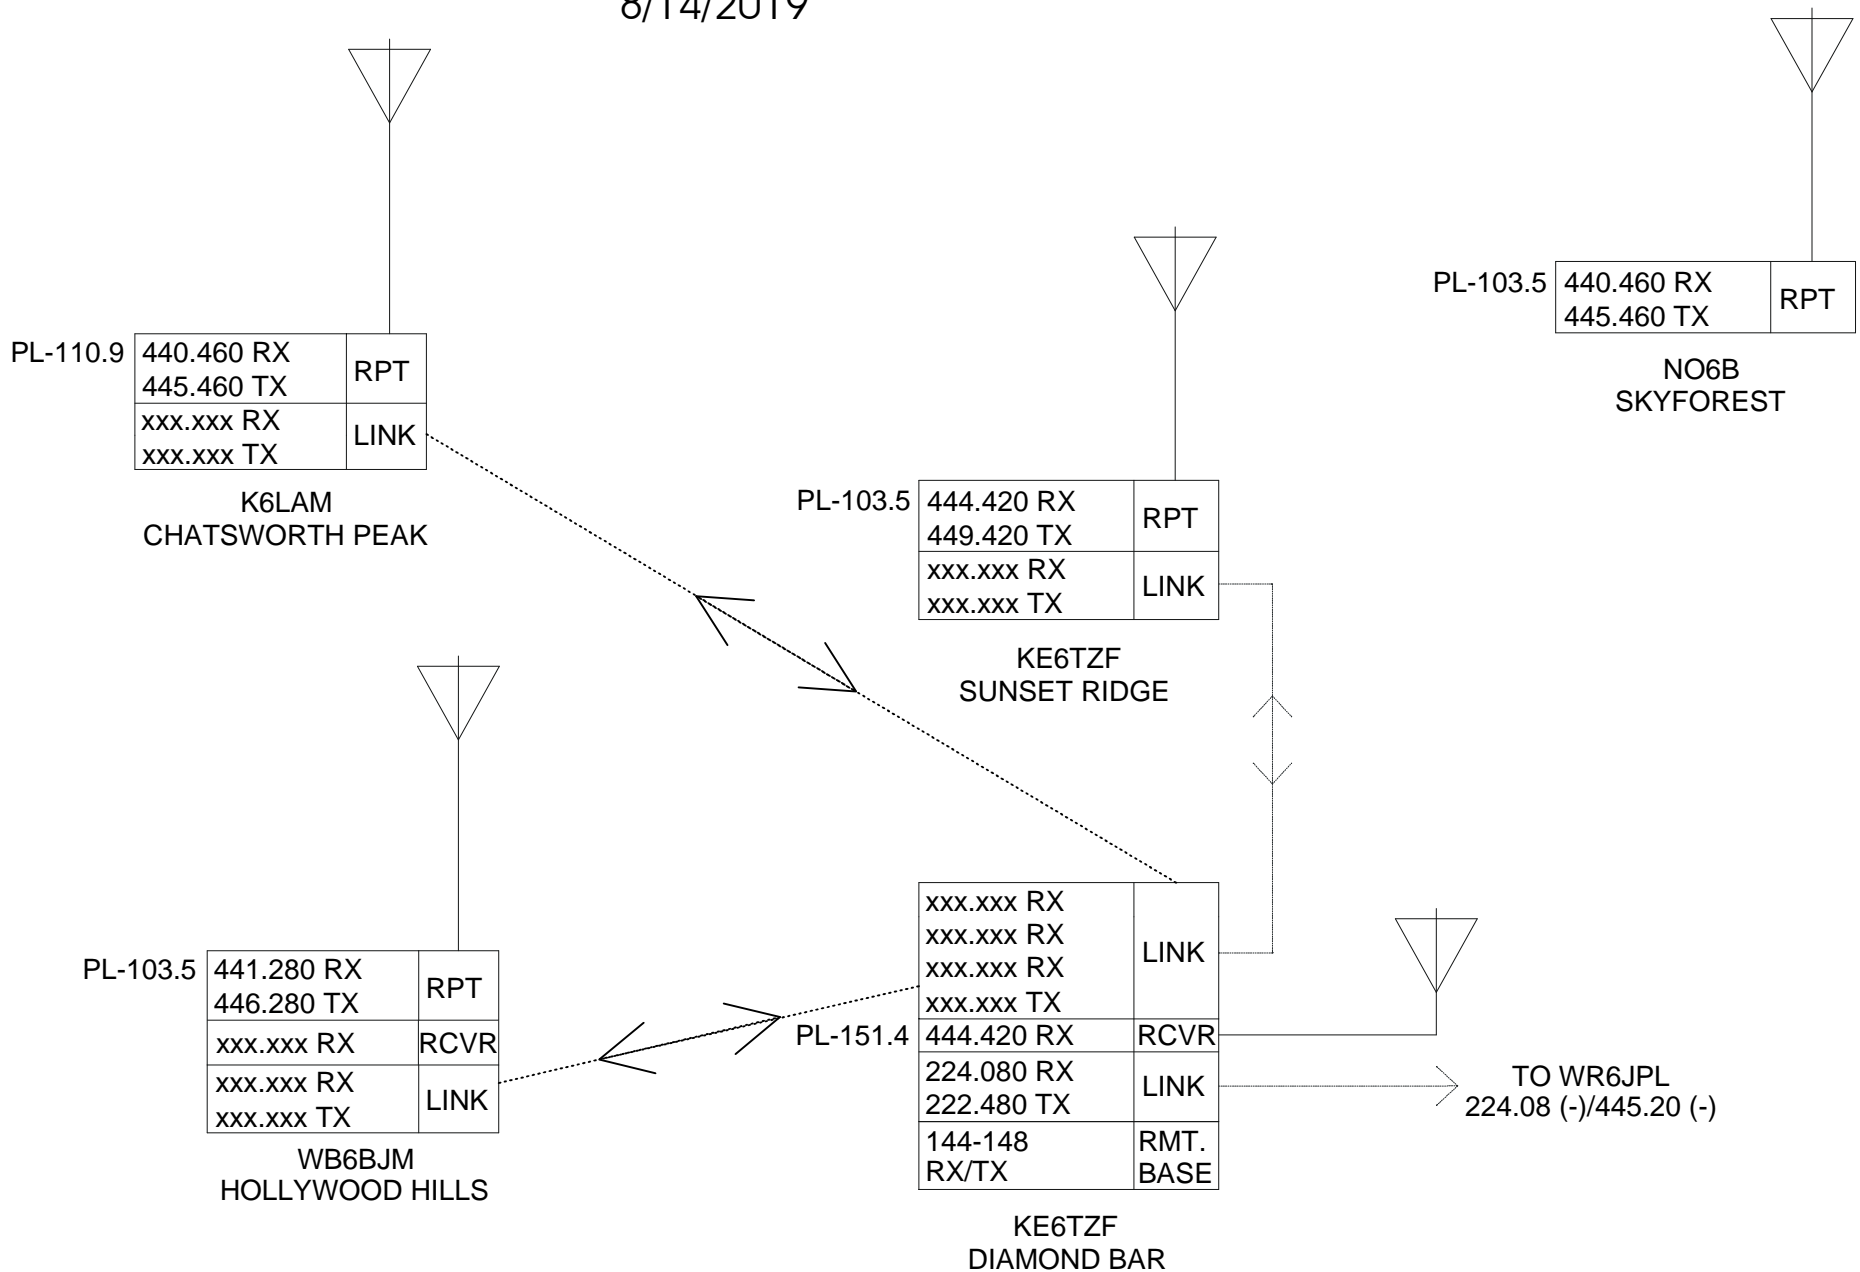 8/14/2019
PL-110.9
440.460 RX
445.460 TX
RPT
xxx.xxx RX
xxx.xxx TX
LINK
K6LAM
CHATSWORTH PEAK
PL-103.5
440.460 RX
445.460 TX
RPT
NO6B
SKYFOREST
PL-103.5
444.420 RX
449.420 TX
RPT
xxx.xxx RX
xxx.xxx TX
LINK
KE6TZF
SUNSET RIDGE
PL-103.5
441.280 RX
446.280 TX
RPT
xxx.xxx RX
RCVR
xxx.xxx RX
xxx.xxx TX
LINK
WB6BJM
HOLLYWOOD HILLS
xxx.xxx RX
xxx.xxx RX
xxx.xxx RX
xxx.xxx TX
LINK
PL-151.4
444.420 RX
RCVR
224.080 RX
222.480 TX
LINK
144-148
RX/TX
RMT.
BASE
KE6TZF
DIAMOND BAR
TO WR6JPL
224.08 (-)/445.20 (-)